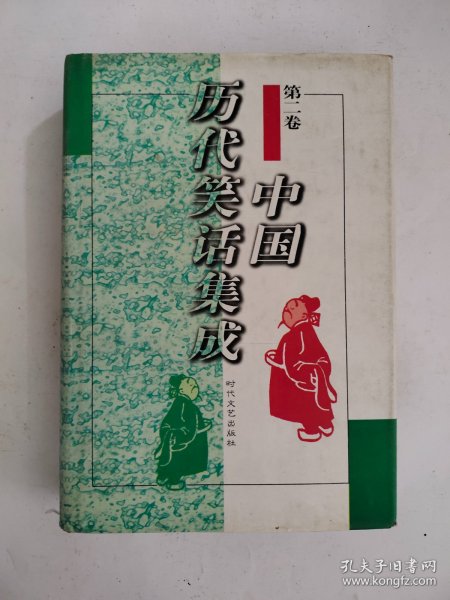 第二卷
中国
历代笑话集成
时代文艺出版社
孔夫子旧书网
www.kongfz.com